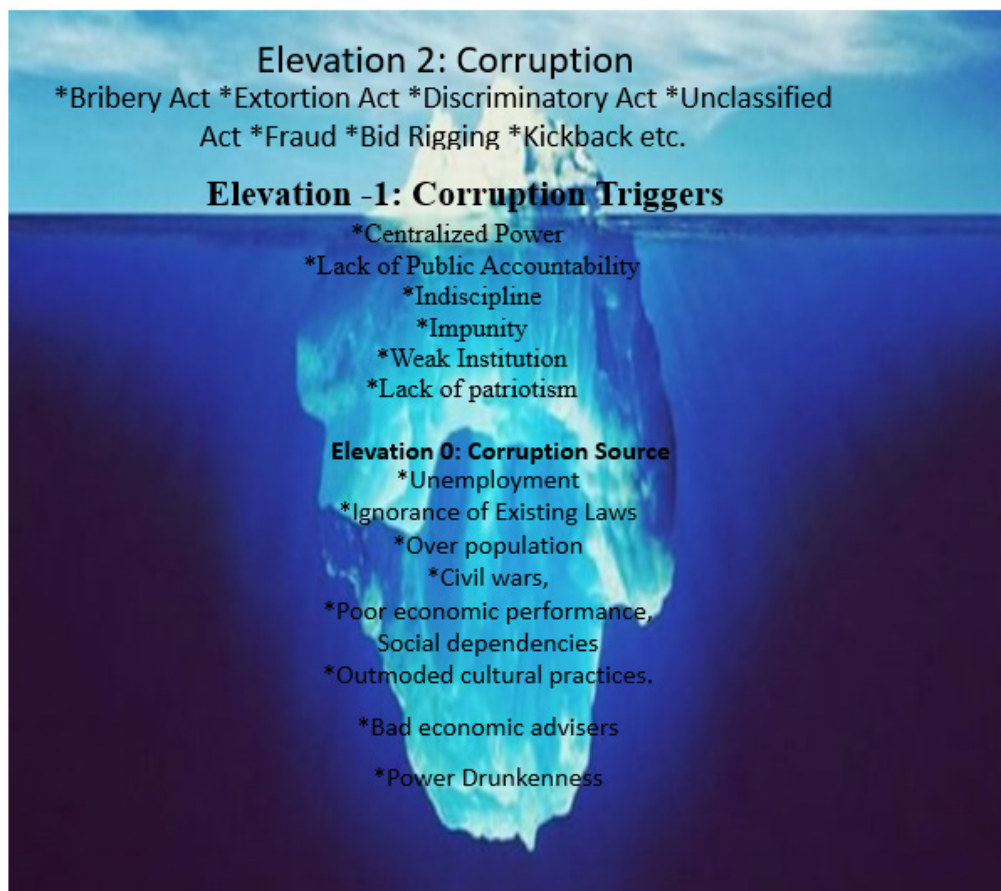 Elevation 2: Corruption
*Bribery Act *Extortion Act *Discriminatory Act *Unclassified
Act *Fraud *Bid Rigging *Kickback etc.
Elevation -1: Corruption Triggers
*Centralized Power
*Lack of Public Accountability
*Indiscipline
*Impunity
*Weak Institution
*Lack of patriotism
Elevation 0: Corruption Source
*Unemployment
*Ignorance of Existing Laws
*Over population
*Civil wars,
*Poor economic performance,
Social dependencies
*Outmoded cultural practices.
*Bad economic advisers
*Power Drunkenness